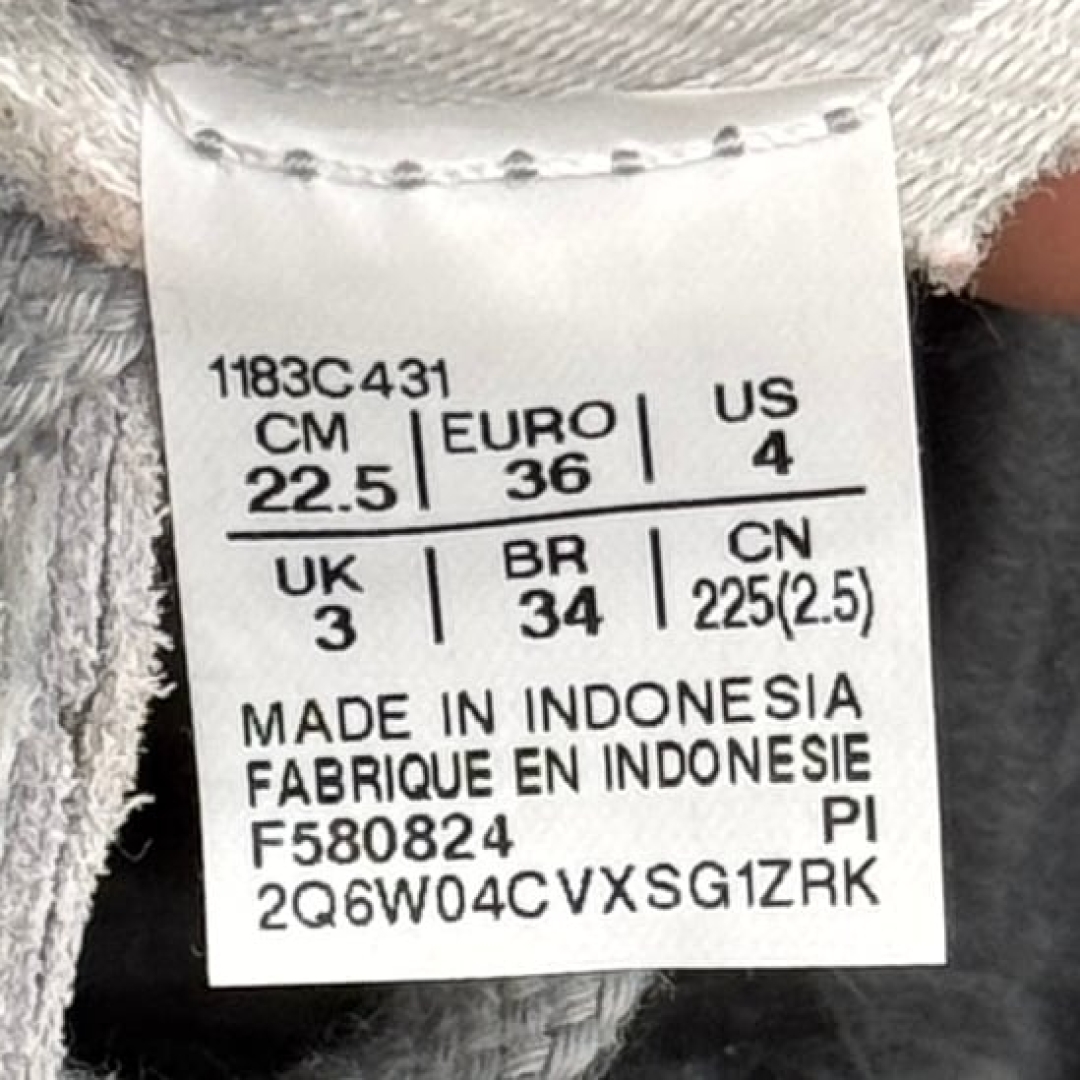 1183C431
CM | EURO | US
22.5 | 36 | 4
UK | BR | CN
3 | 34 | 225(2.5)
MADE IN INDONESIA
FABRIQUE EN INDONESIE
F580824 PI
2Q6W04CVXSG1ZRK